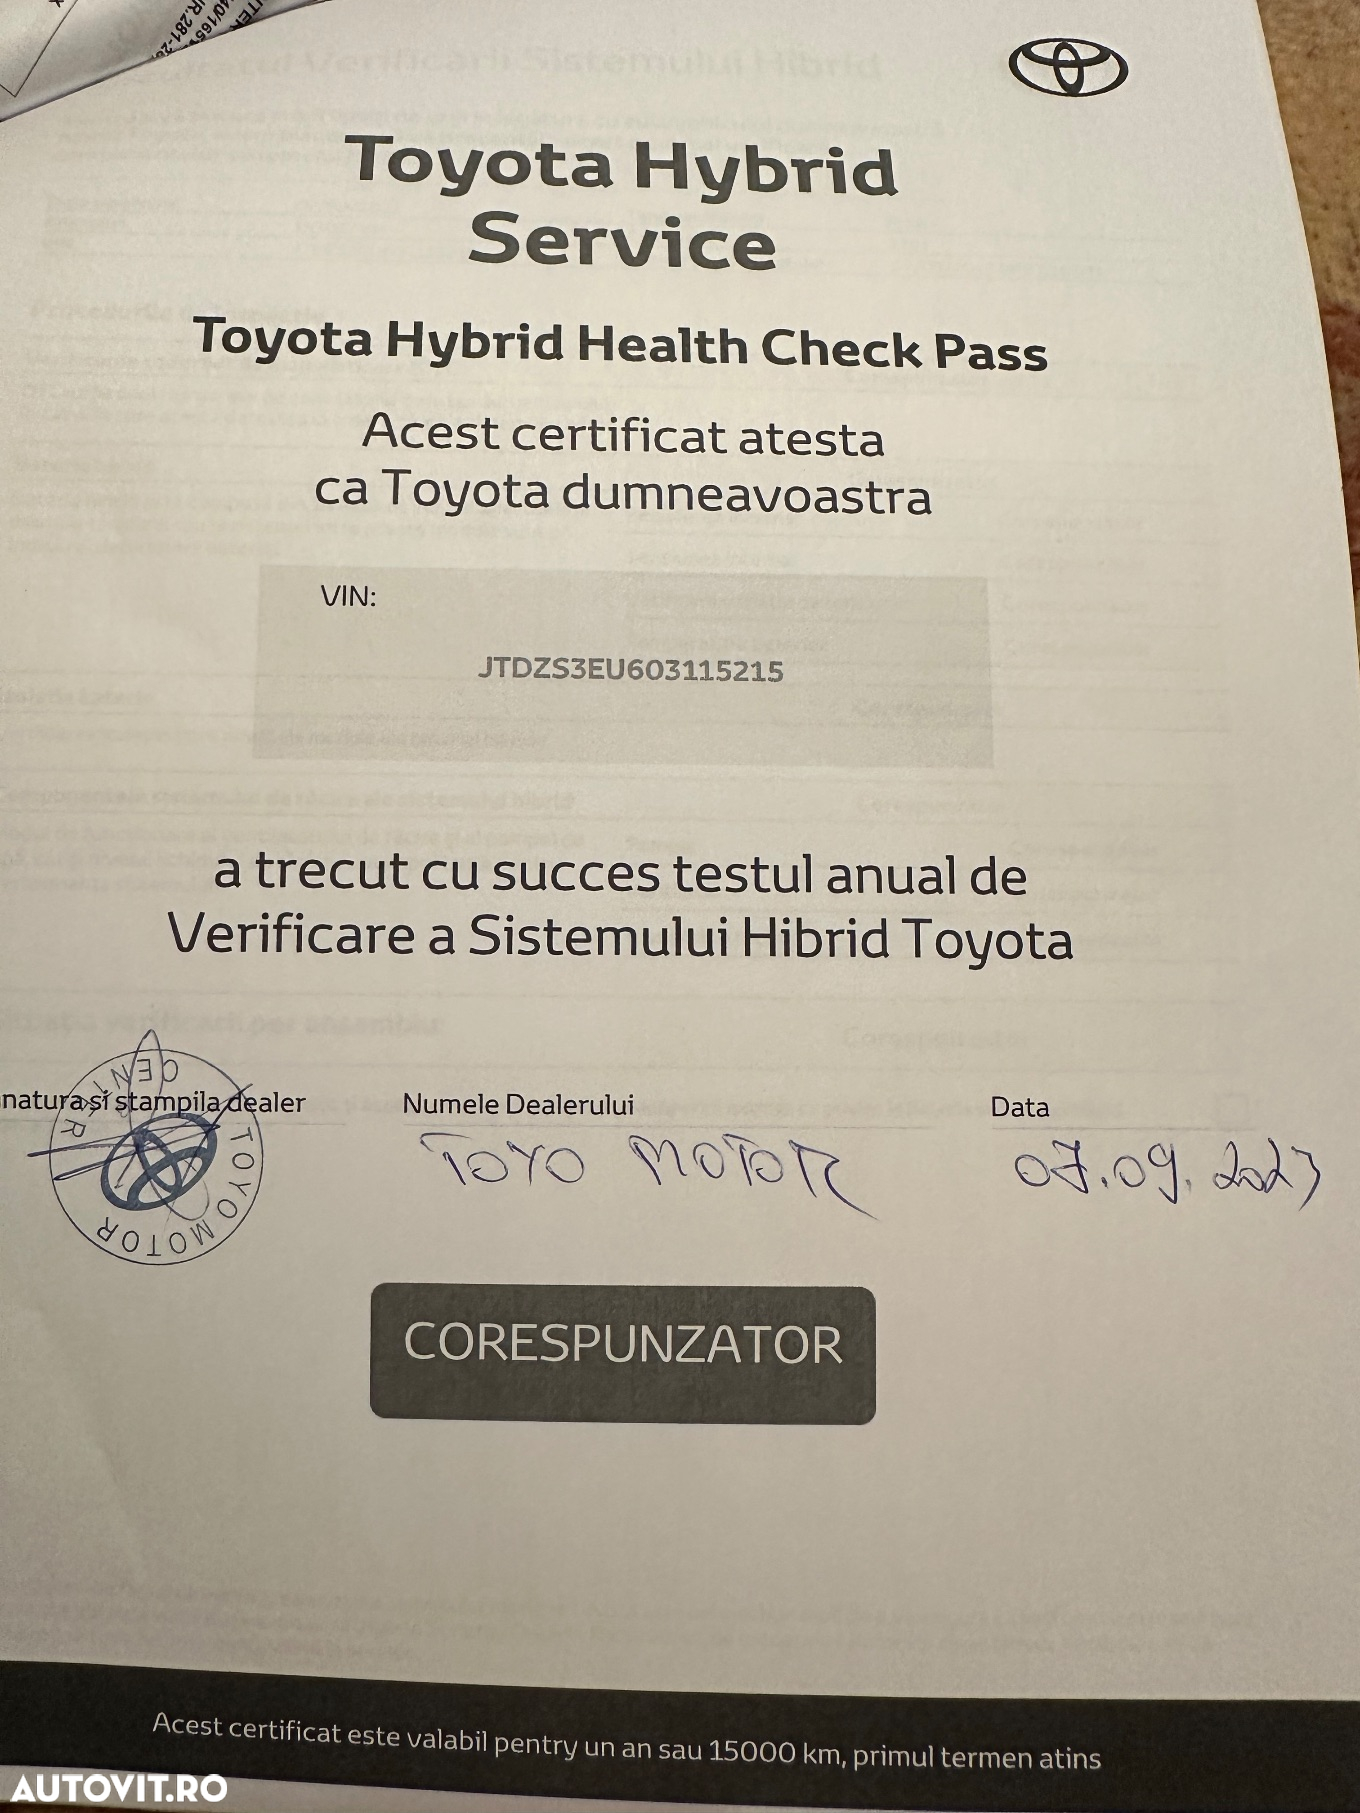 Toyota Hybrid
Service
Toyota Hybrid Health Check Pass
Acest certificat atesta
ca Toyota dumneavoastra
VIN:
JTDZS3EU603115215
a trecut cu succes testul anual de
Verificare a Sistemului Hibrid Toyota
natura si stampila dealer
Numele Dealerului
Data
TOYO MOTOR CENTER
TOYO MOTOR
07.09.2023
CORESPUNZATOR
Acest certificat este valabil pentru un an sau 15000 km, primul termen atins
AUTOVIT.RO